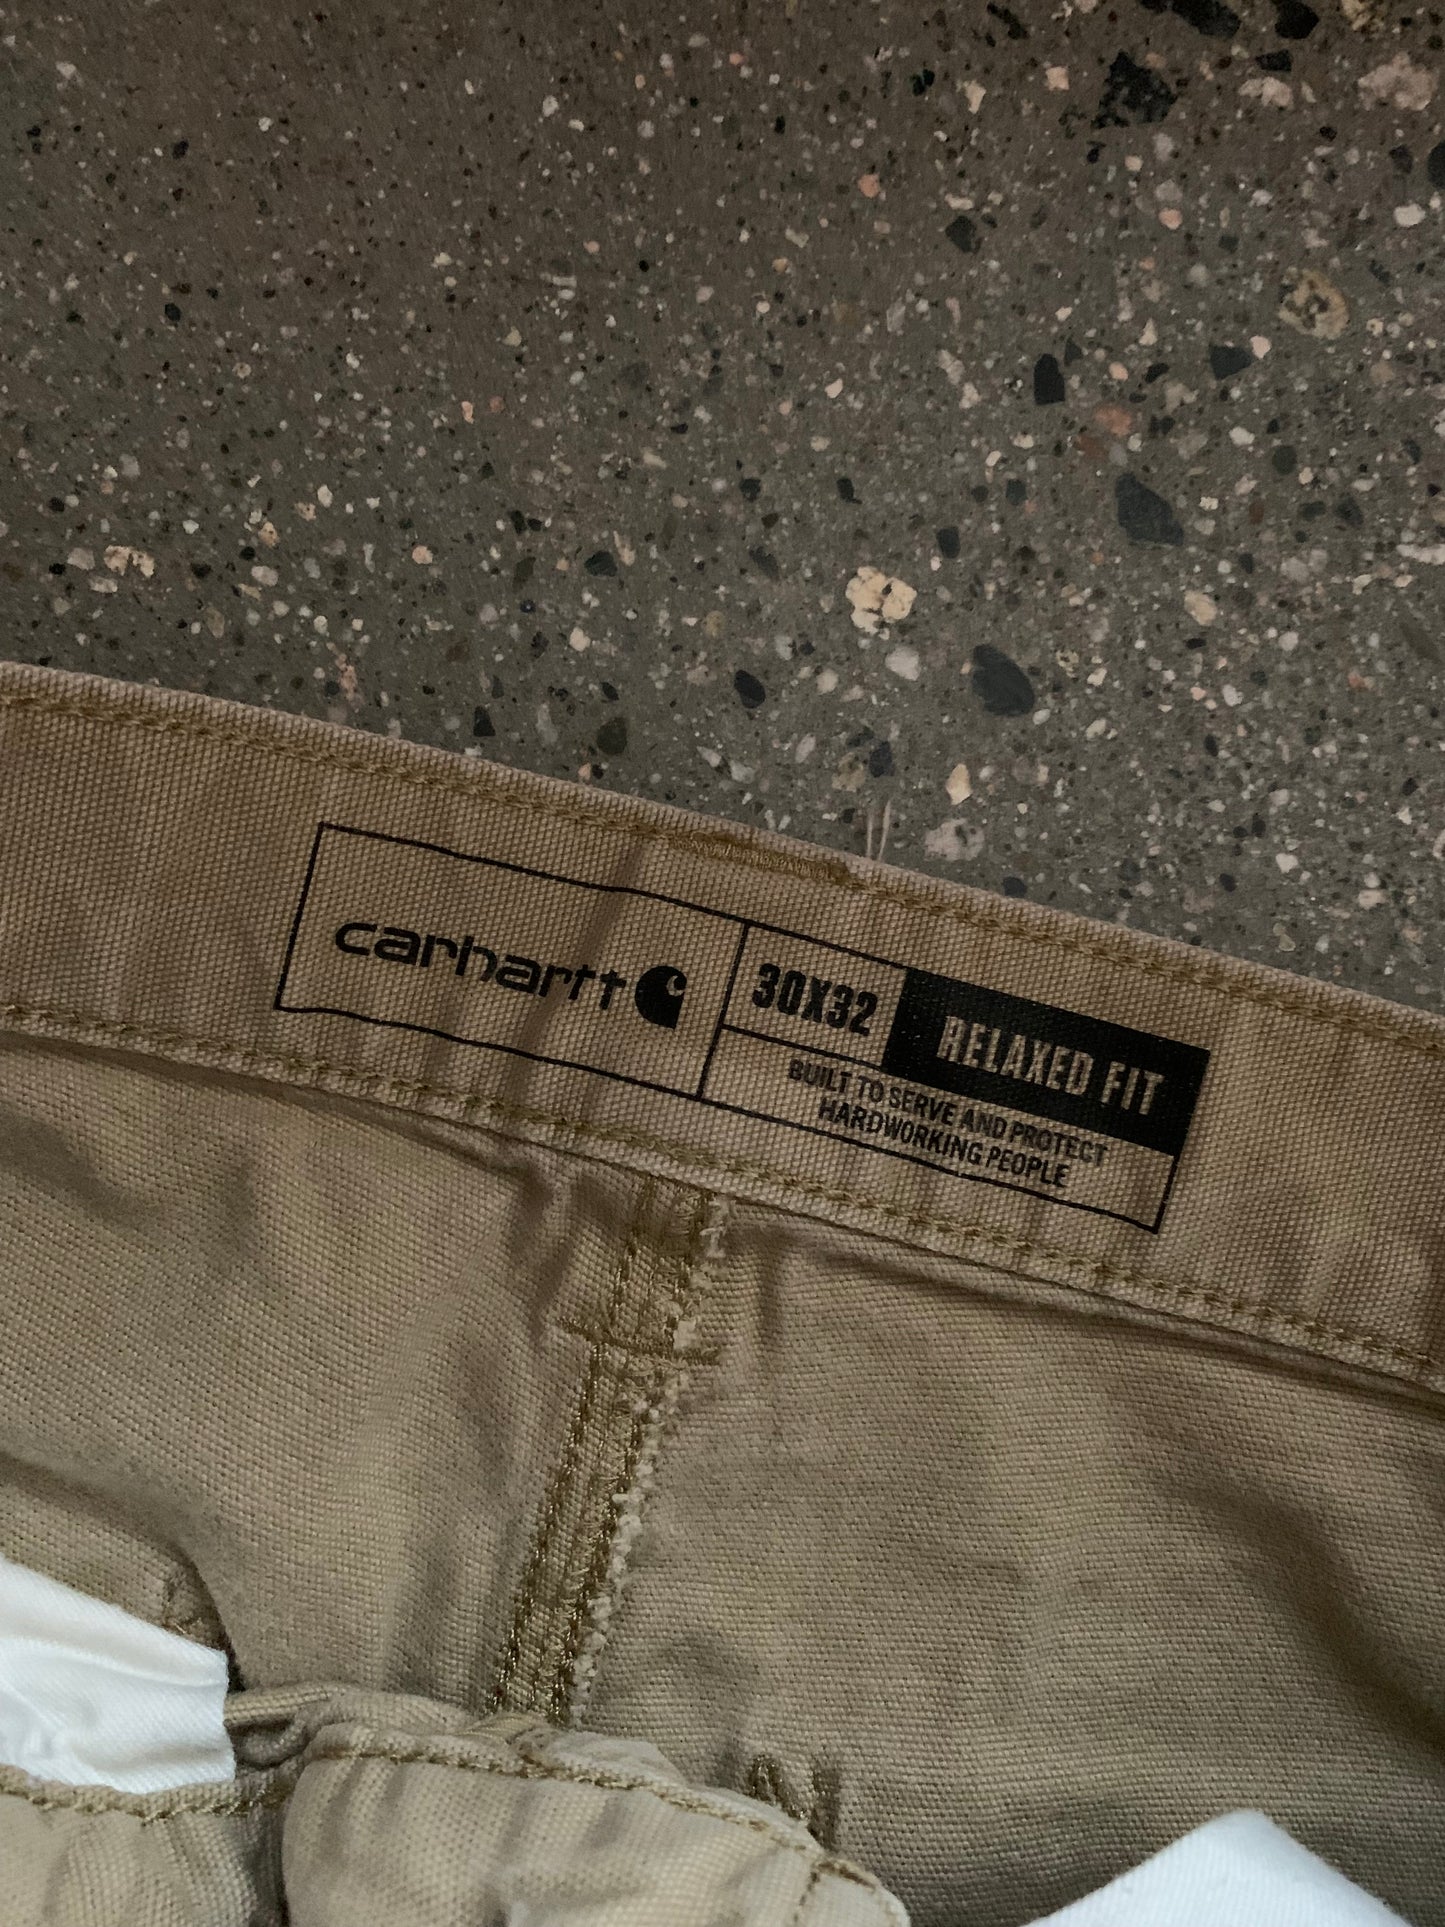 carhartt
30X32
RELAXED FIT
BUILT TO SERVE AND PROTECT
HARDWORKING PEOPLE